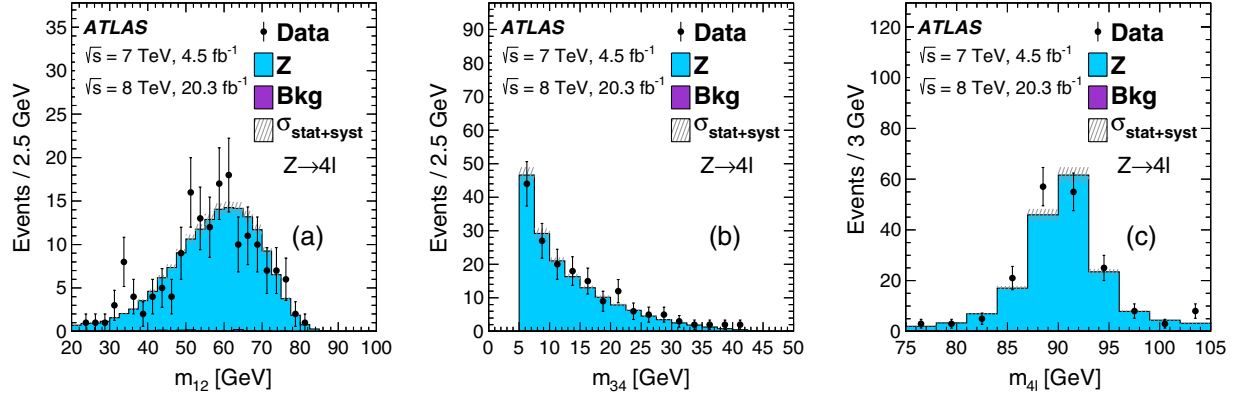 ATLAS
√s = 7 TeV, 4.5 fb⁻¹
√s = 8 TeV, 20.3 fb⁻¹
Data
Z
Bkg
σstat+syst
Z→4l
(a)
Events / 2.5 GeV
0 5 10 15 20 25 30 35
20 30 40 50 60 70 80 90 100
m12 [GeV]
ATLAS
√s = 7 TeV, 4.5 fb⁻¹
√s = 8 TeV, 20.3 fb⁻¹
Data
Z
Bkg
σstat+syst
Z→4l
(b)
Events / 2.5 GeV
0 10 20 30 40 50 60 70 80 90
0 5 10 15 20 25 30 35 40 45 50
m34 [GeV]
ATLAS
√s = 7 TeV, 4.5 fb⁻¹
√s = 8 TeV, 20.3 fb⁻¹
Data
Z
Bkg
σstat+syst
Z→4l
(c)
Events / 3 GeV
0 20 40 60 80 100 120
75 80 85 90 95 100 105
m4l [GeV]